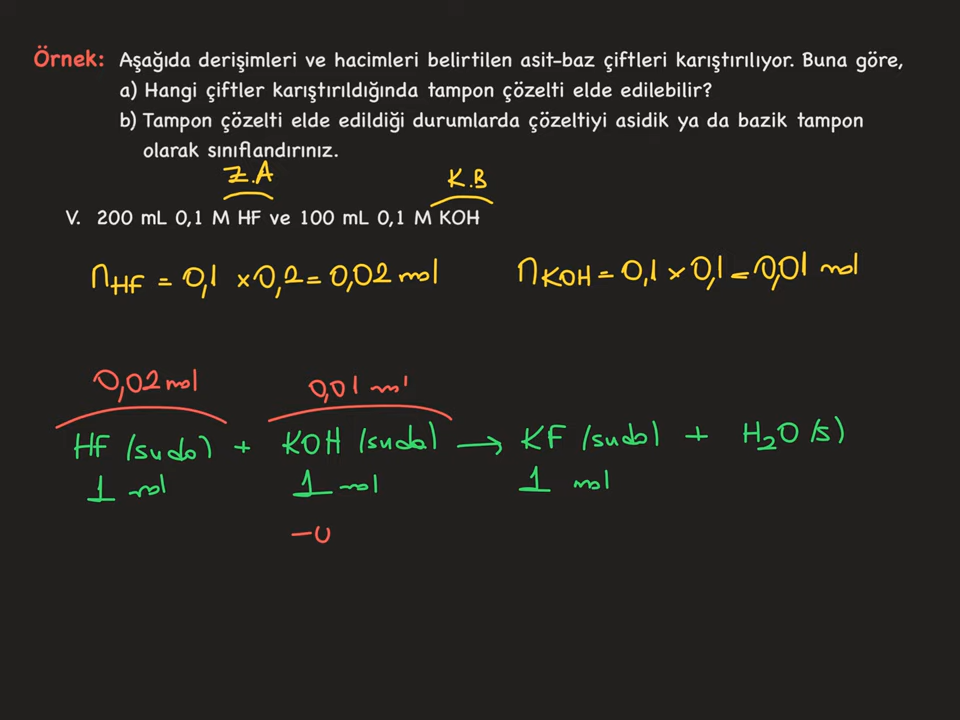 Örnek: Aşağıda derişimleri ve hacimleri belirtilen asit-baz çiftleri karıştırılıyor. Buna göre,
a) Hangi çiftler karıştırıldığında tampon çözelti elde edilebilir?
b) Tampon çözelti elde edildiği durumlarda çözeltiyi asidik ya da bazik tampon
olarak sınıflandırınız.
Z.A K.B
V. 200 mL 0,1 M HF ve 100 mL 0,1 M KOH
nHF = 0,1 x 0,2 = 0,02 mol nKOH = 0,1 x 0,1 = 0,01 mol
0,02 mol 0,01 m
HF (suda) + KOH (suda) → KF (suda) + H₂O (s)
1 mol 1 mol 1 mol
-0